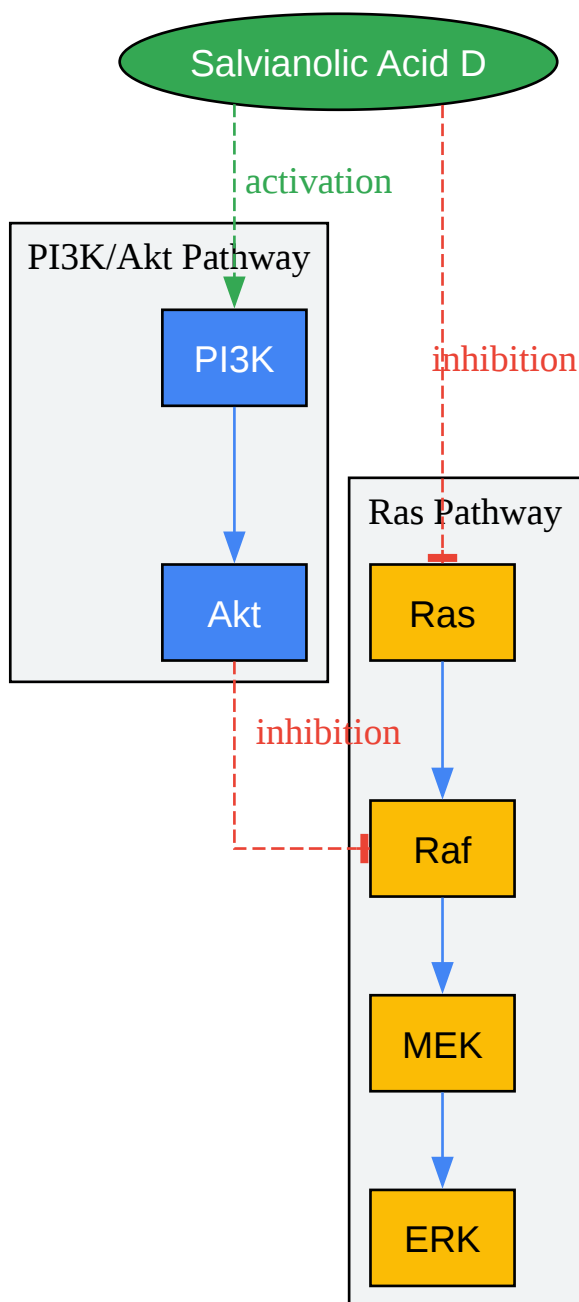 Salvianolic Acid D
activation
PI3K/Akt Pathway
PI3K
inhibition
Ras Pathway
Akt
Ras
inhibition
Raf
MEK
ERK